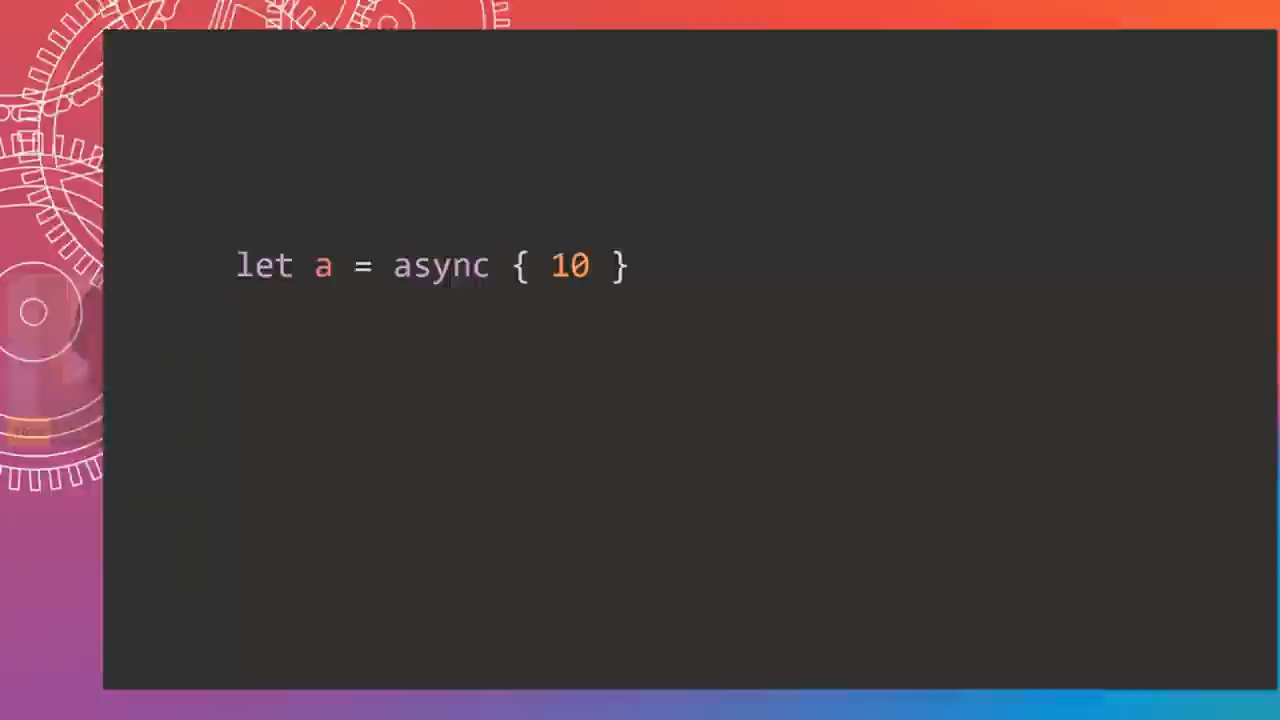 let a = async { 10 }